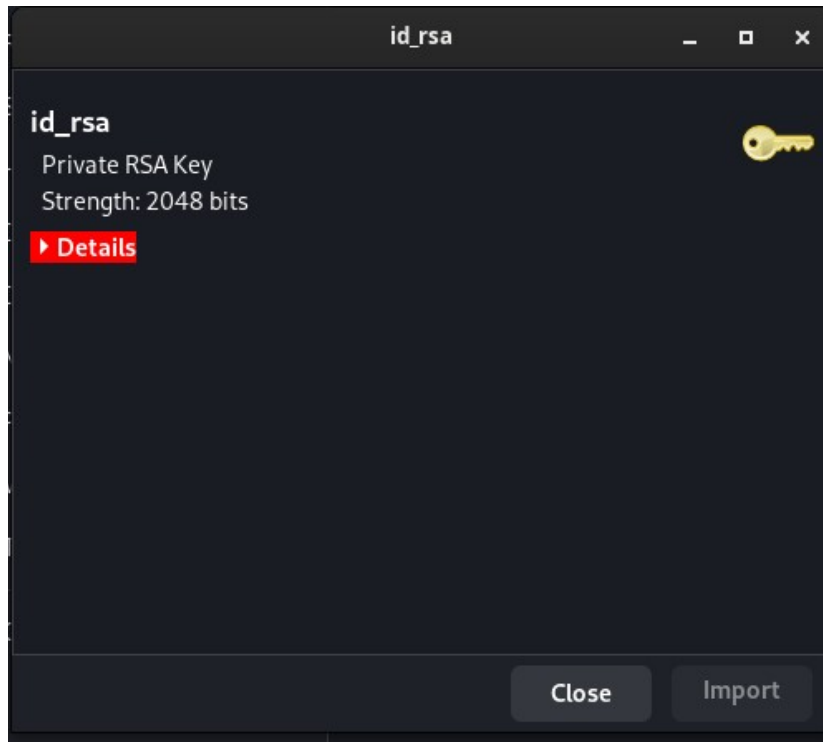 id_rsa
id_rsa
Private RSA Key
Strength: 2048 bits
Details
Close
Import